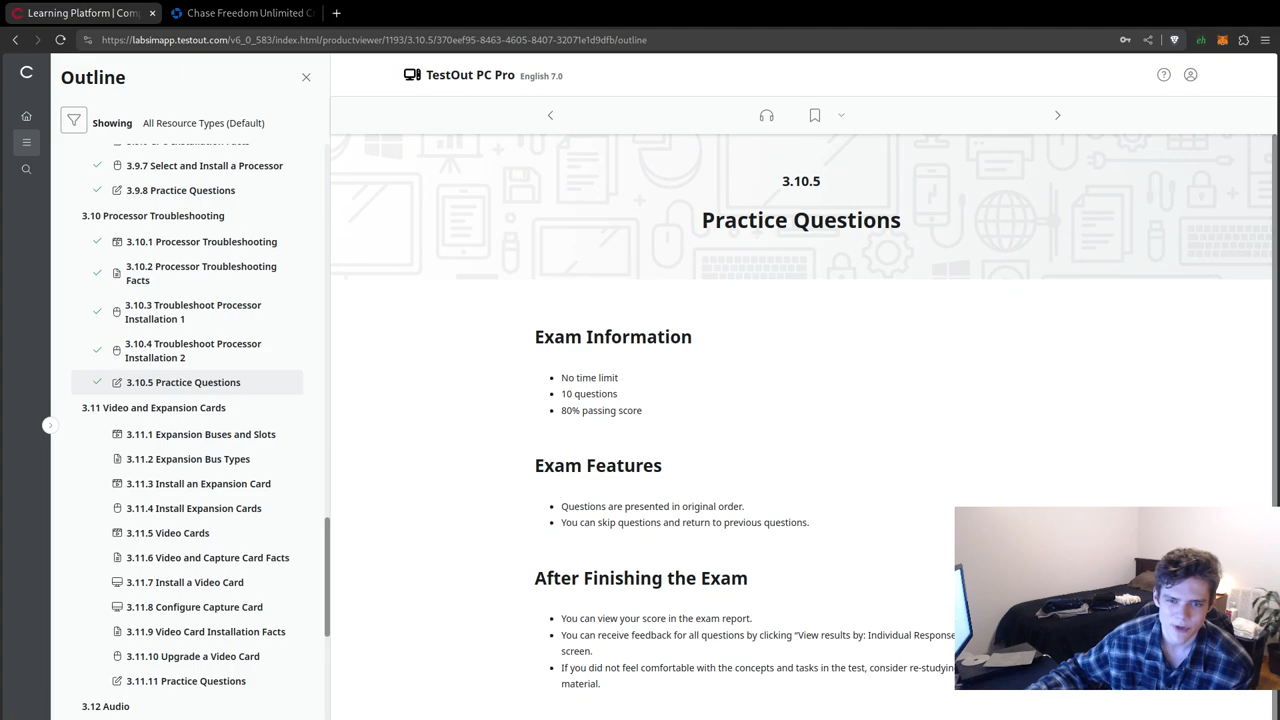 Learning Platform | Com
Chase Freedom Unlimited C
https://labsimapp.testout.com/v6_0_583/index.html/productviewer/1193/3.10.5/370eef95-8463-4605-8407-32071e1d9dfb/outline
Outline
Showing All Resource Types (Default)
3.9.7 Select and Install a Processor
3.9.8 Practice Questions
3.10 Processor Troubleshooting
3.10.1 Processor Troubleshooting
3.10.2 Processor Troubleshooting
Facts
3.10.3 Troubleshoot Processor
Installation 1
3.10.4 Troubleshoot Processor
Installation 2
3.10.5 Practice Questions
3.11 Video and Expansion Cards
3.11.1 Expansion Buses and Slots
3.11.2 Expansion Bus Types
3.11.3 Install an Expansion Card
3.11.4 Install Expansion Cards
3.11.5 Video Cards
3.11.6 Video and Capture Card Facts
3.11.7 Install a Video Card
3.11.8 Configure Capture Card
3.11.9 Video Card Installation Facts
3.11.10 Upgrade a Video Card
3.11.11 Practice Questions
3.12 Audio
TestOut PC Pro English 7.0
3.10.5
Practice Questions
Exam Information
No time limit
10 questions
80% passing score
Exam Features
Questions are presented in original order.
You can skip questions and return to previous questions.
After Finishing the Exam
You can view your score in the exam report.
You can receive feedback for all questions by clicking “View results by: Individual Response
screen.
If you did not feel comfortable with the concepts and tasks in the test, consider re-studyin
material.